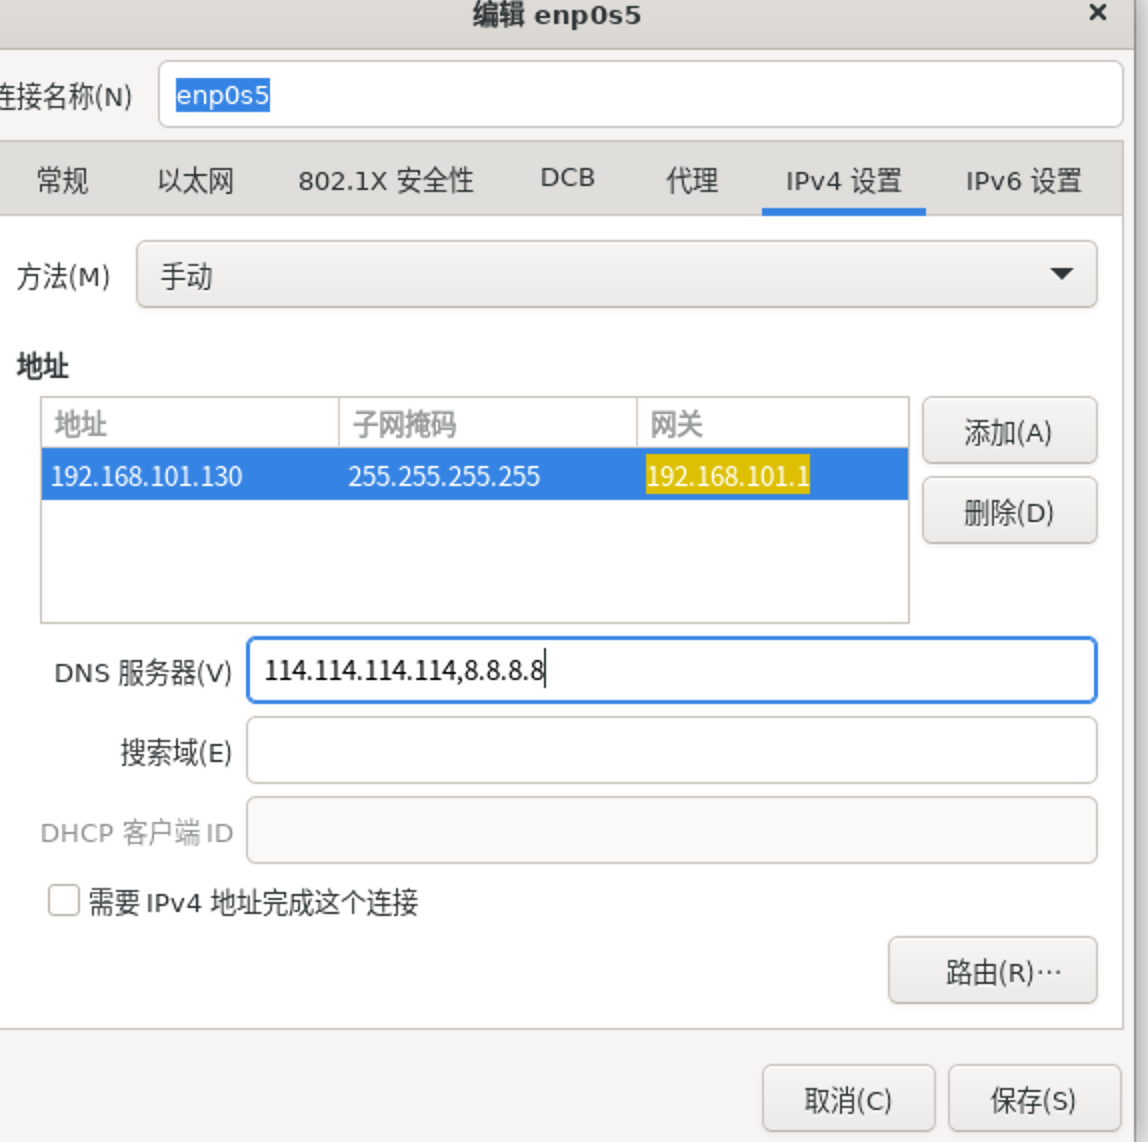 编辑 enp0s5
连接名称(N) enp0s5
常规 以太网 802.1X 安全性 DCB 代理 IPv4 设置 IPv6 设置
方法(M) 手动
地址
地址 子网掩码 网关 添加(A)
192.168.101.130 255.255.255.255 192.168.101.1
删除(D)
DNS 服务器(V) 114.114.114.114,8.8.8.8
搜索域(E)
DHCP 客户端 ID
需要 IPv4 地址完成这个连接
路由(R)…
取消(C) 保存(S)